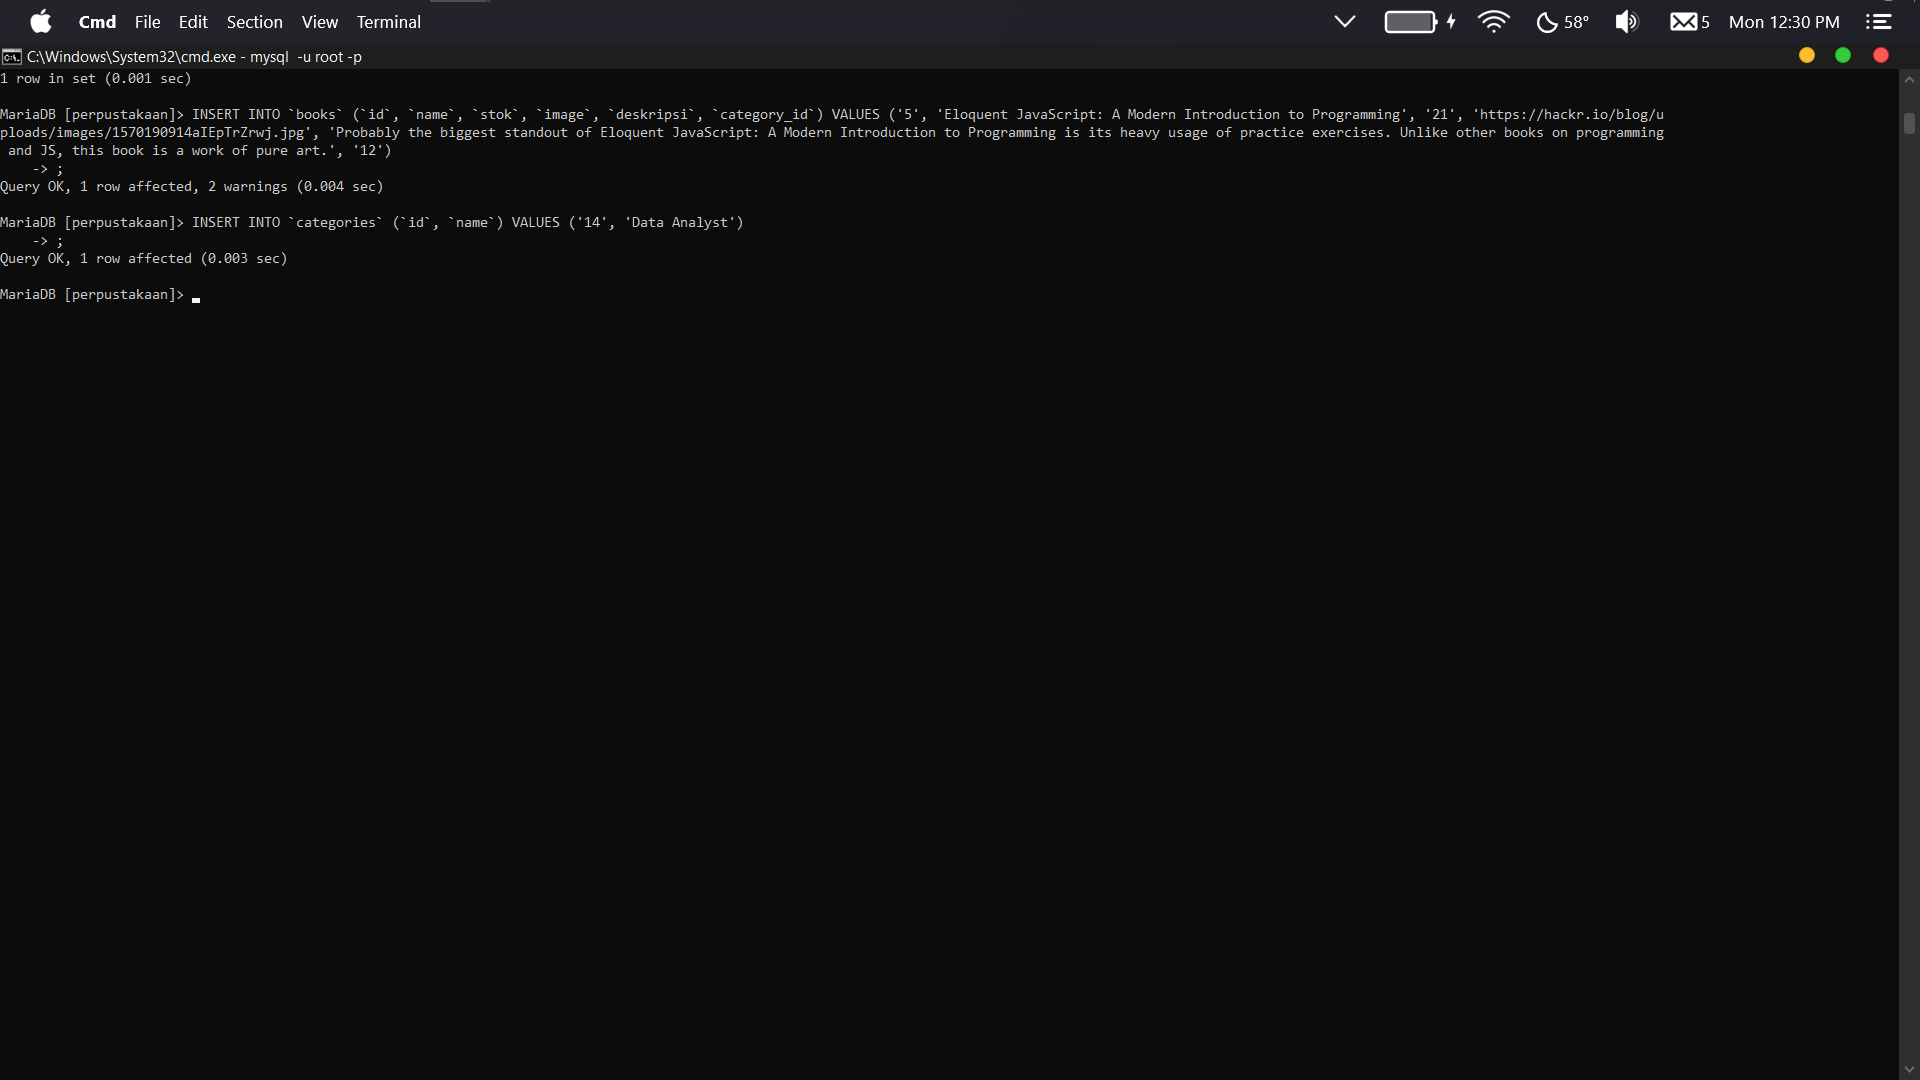 Cmd File Edit Section View Terminal 58° 5 Mon 12:30 PM
C:\Windows\System32\cmd.exe - mysql  -u root -p
1 row in set (0.001 sec)
MariaDB [perpustakaan]> INSERT INTO `books` (`id`, `name`, `stok`, `image`, `deskripsi`, `category_id`) VALUES ('5', 'Eloquent JavaScript: A Modern Introduction to Programming', '21', 'https://hackr.io/blog/u
ploads/images/1570190914aIEpTrZrwj.jpg', 'Probably the biggest standout of Eloquent JavaScript: A Modern Introduction to Programming is its heavy usage of practice exercises. Unlike other books on programming
 and JS, this book is a work of pure art.', '12')
    -> ;
Query OK, 1 row affected, 2 warnings (0.004 sec)
MariaDB [perpustakaan]> INSERT INTO `categories` (`id`, `name`) VALUES ('14', 'Data Analyst')
    -> ;
Query OK, 1 row affected (0.003 sec)
MariaDB [perpustakaan]>